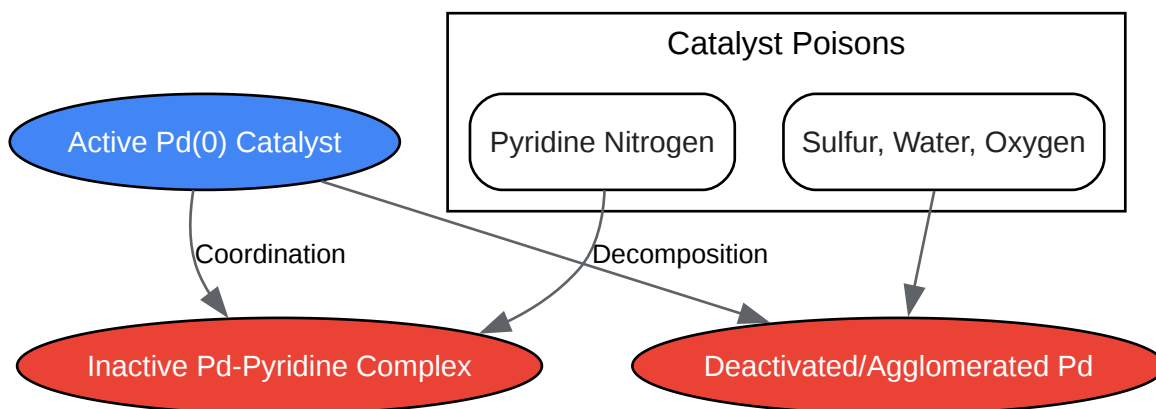 Catalyst Poisons
Active Pd(0) Catalyst
Pyridine Nitrogen
Sulfur, Water, Oxygen
Coordination
Decomposition
Inactive Pd-Pyridine Complex
Deactivated/Agglomerated Pd